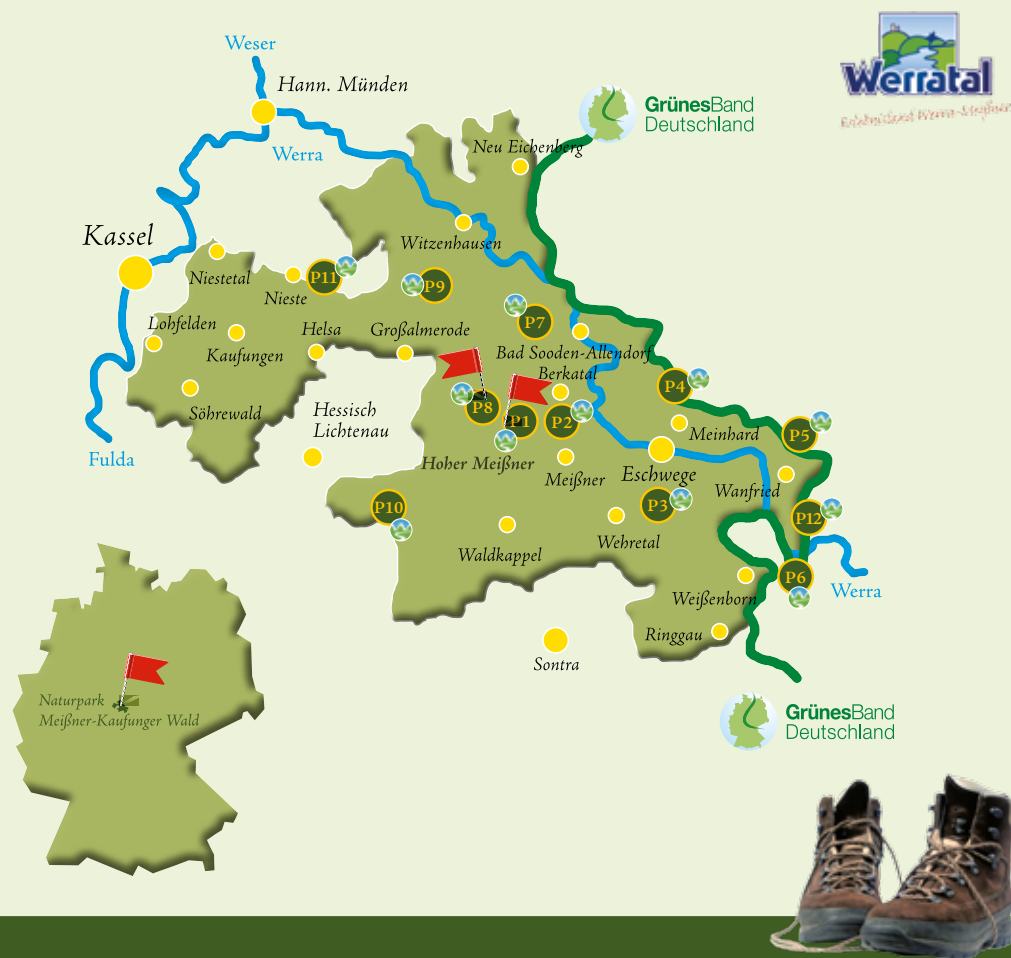 Weser
Hann. Münden
Werratal
GrünesBand
Deutschland
Neu Eichenberg
Werra
Kassel
Witzenhausen
Niestetal
P11
Nieste
P9
Lohfelden
Helsa
Großalmerode
P7
Kaufungen
Bad Sooden-Allendorf
Berkatal
P4
Söhrewald
Hessisch
Lichtenau
P8
P1
P2
Meinhard
P5
Fulda
Hoher Meißner
Meißner
Eschwege
Wanfried
P10
P3
P12
Waldkappel
Wehretal
P6
Weißenborn
Werra
Ringgau
Sontra
Naturpark
Meißner-Kaufunger Wald
GrünesBand
Deutschland